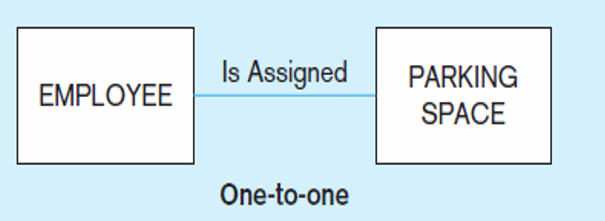 EMPLOYEE
Is Assigned
PARKING
SPACE
One-to-one